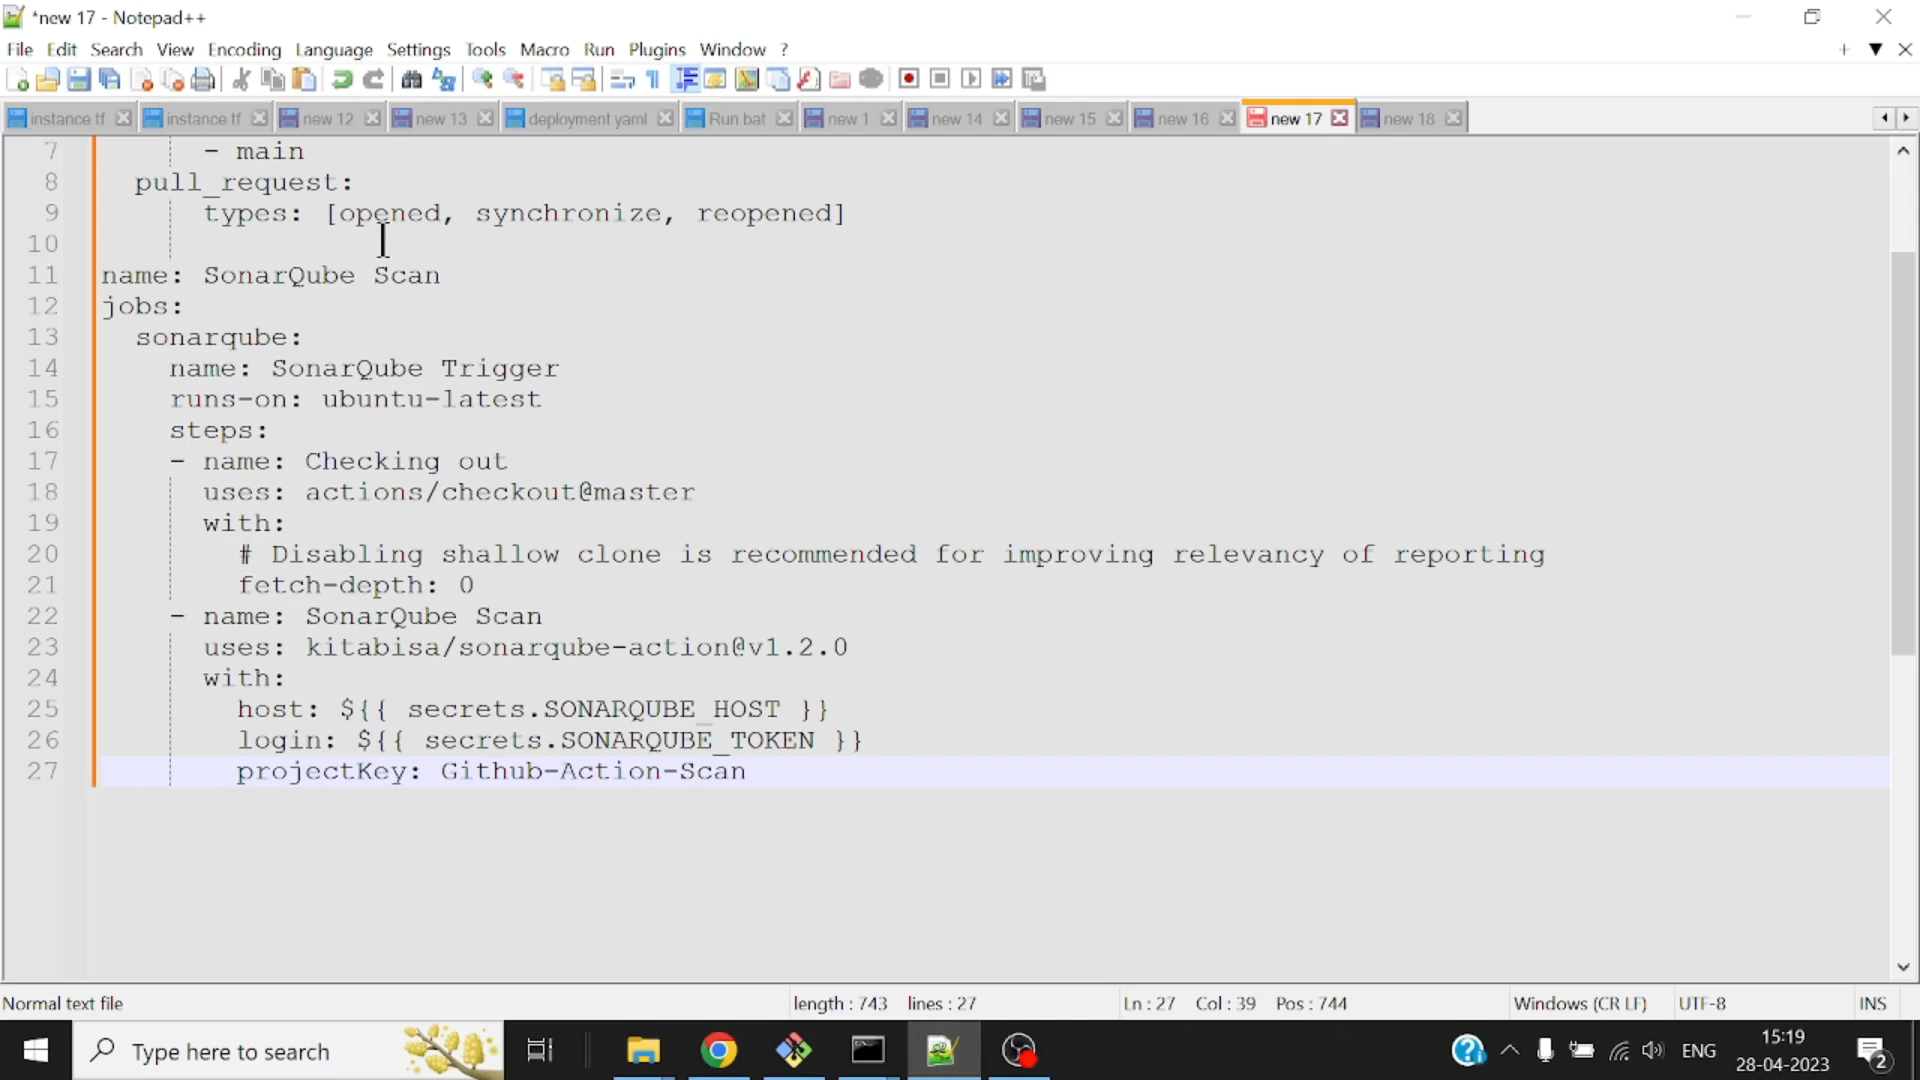 *new 17 - Notepad++
File Edit Search View Encoding Language Settings Tools Macro Run Plugins Window ?
instance tf instance tf new 12 new 13 deployment yaml Run bat new 1 new 14 new 15 new 16 new 17 new 18
7 - main
8 pull_request:
9 types: [opened, synchronize, reopened]
10
11 name: SonarQube Scan
12 jobs:
13 sonarqube:
14 name: SonarQube Trigger
15 runs-on: ubuntu-latest
16 steps:
17 - name: Checking out
18 uses: actions/checkout@master
19 with:
20 # Disabling shallow clone is recommended for improving relevancy of reporting
21 fetch-depth: 0
22 - name: SonarQube Scan
23 uses: kitabisa/sonarqube-action@v1.2.0
24 with:
25 host: ${{ secrets.SONARQUBE_HOST }}
26 login: ${{ secrets.SONARQUBE_TOKEN }}
27 projectKey: Github-Action-Scan
Normal text file length : 743 lines : 27 Ln : 27 Col : 39 Pos : 744 Windows (CR LF) UTF-8 INS
Type here to search ENG 15:19
28-04-2023 2